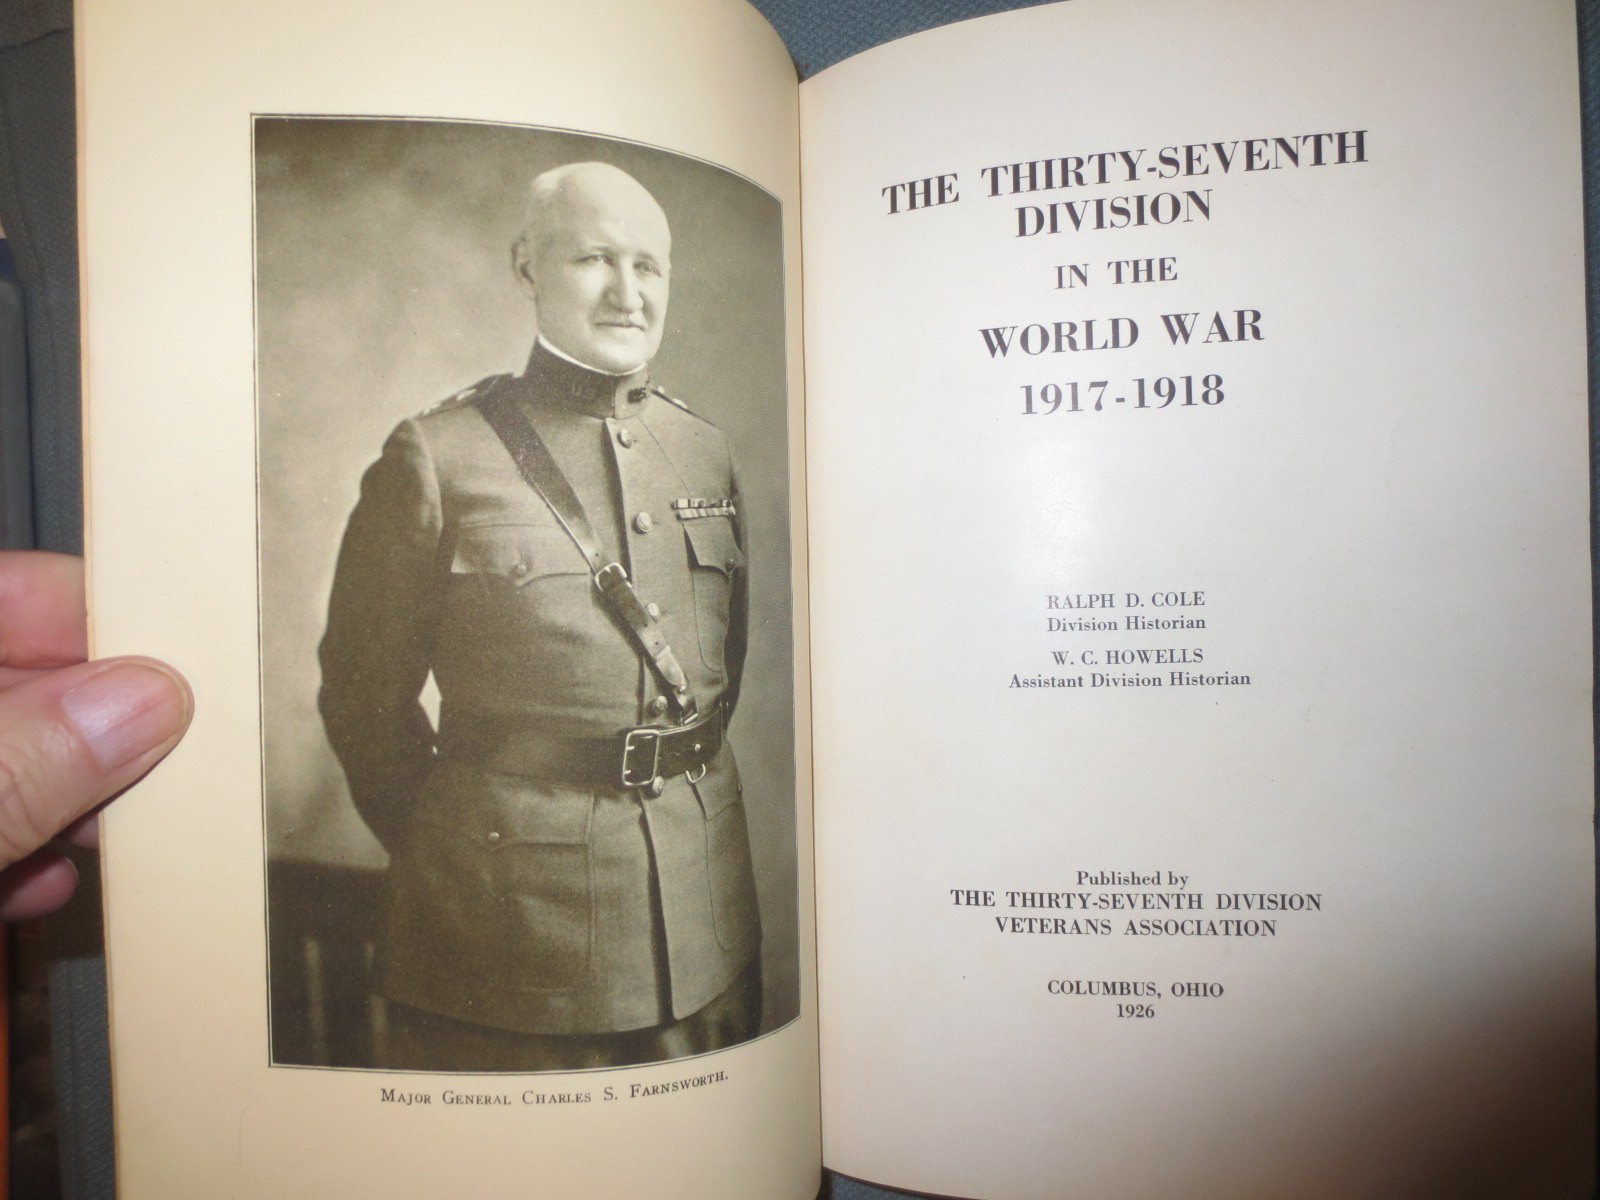 MAJOR GENERAL CHARLES S. FARNSWORTH.
THE THIRTY-SEVENTH
DIVISION
IN THE
WORLD WAR
1917-1918
RALPH D. COLE
Division Historian
W. C. HOWELLS
Assistant Division Historian
Published by
THE THIRTY-SEVENTH DIVISION
VETERANS ASSOCIATION
COLUMBUS, OHIO
1926